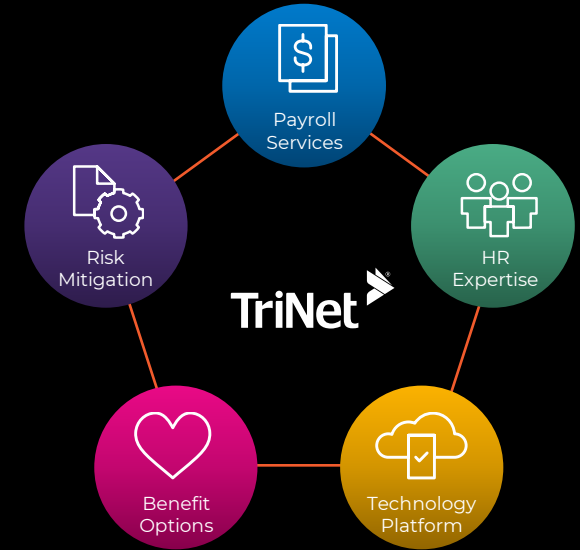 $
Payroll
Services
HR
Expertise
Technology
Platform
Benefit
Options
Risk
Mitigation
TriNet®